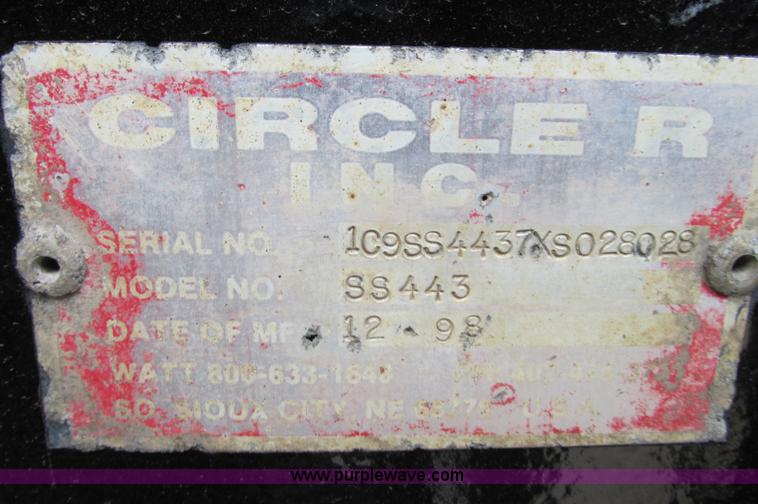 CIRCLE R
INC.
SERIAL NO. 1C9SS4437XS028028
MODEL NO. SS443
DATE OF 12 - 98
WATT 800-633-1648
SO. SIOUX CITY, NE U.S.A.
www.purplewave.com